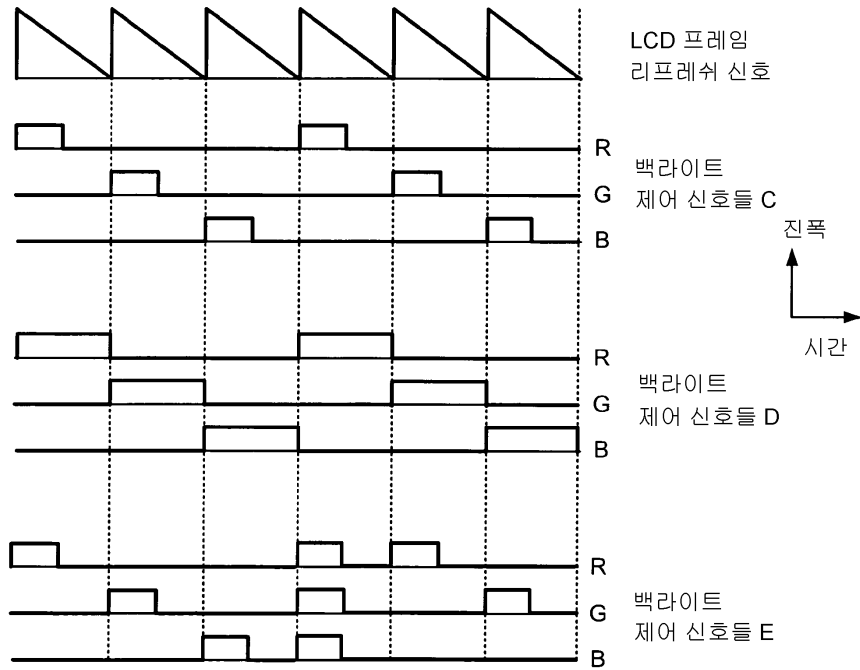 LCD 프레임
리프레쉬 신호
R
G
B
백라이트
제어 신호들 C
진폭
시간
R
G
B
백라이트
제어 신호들 D
R
G
B
백라이트
제어 신호들 E